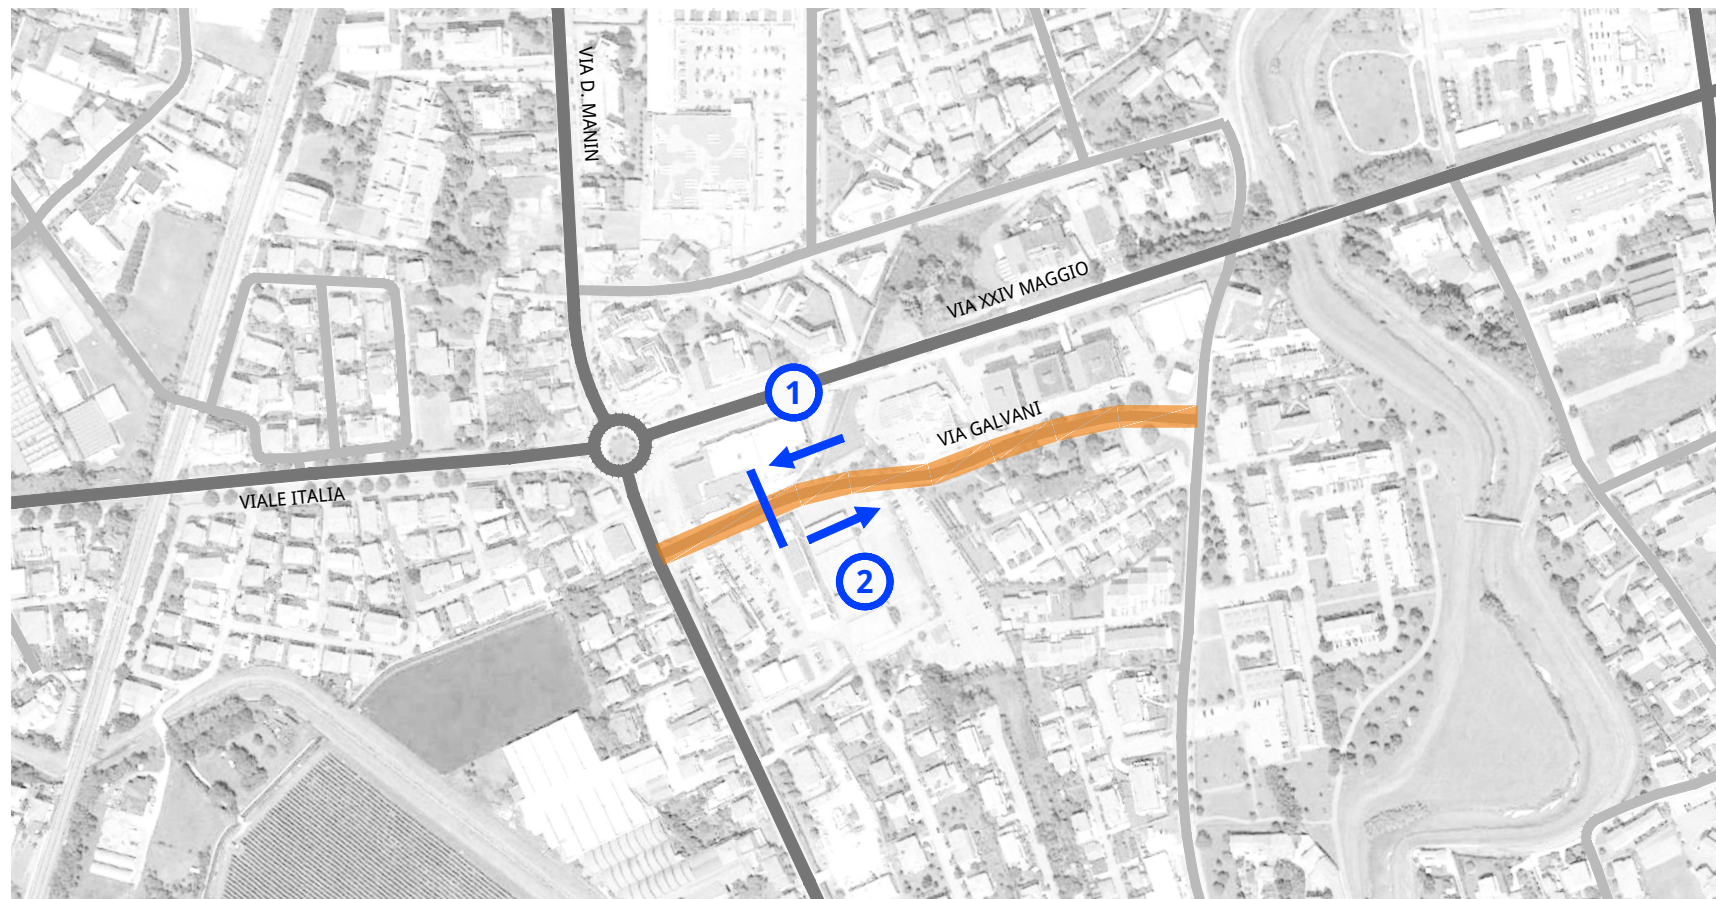 VIA D. MANIN
VIA XXIV MAGGIO
1
VIA GALVANI
VIALE ITALIA
2